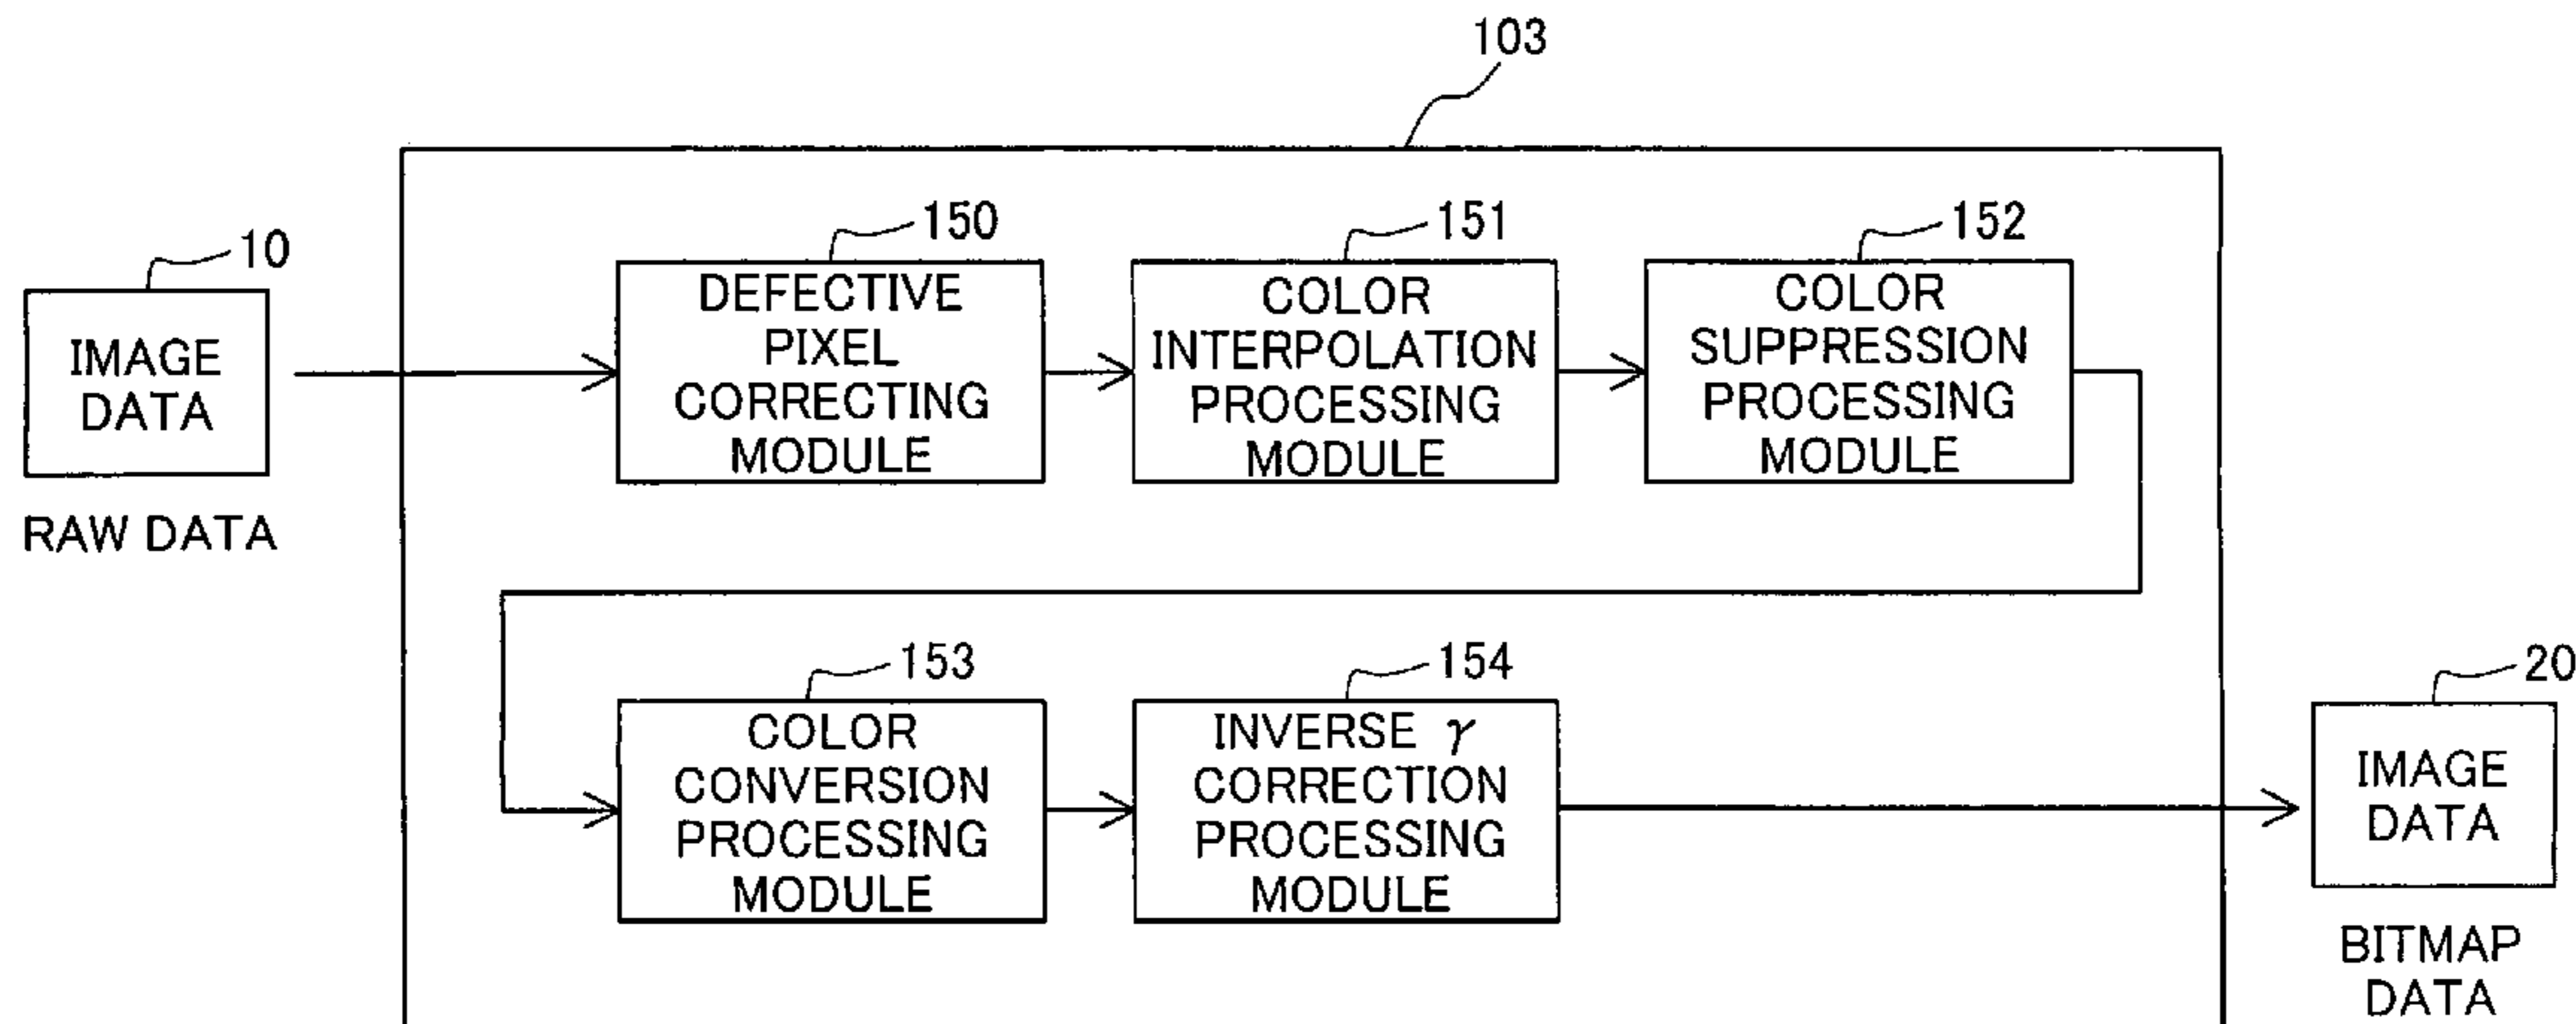 103
10
IMAGE
DATA
RAW DATA
150
DEFECTIVE
PIXEL
CORRECTING
MODULE
151
COLOR
INTERPOLATION
PROCESSING
MODULE
152
COLOR
SUPPRESSION
PROCESSING
MODULE
153
COLOR
CONVERSION
PROCESSING
MODULE
154
INVERSE γ
CORRECTION
PROCESSING
MODULE
20
IMAGE
DATA
BITMAP
DATA